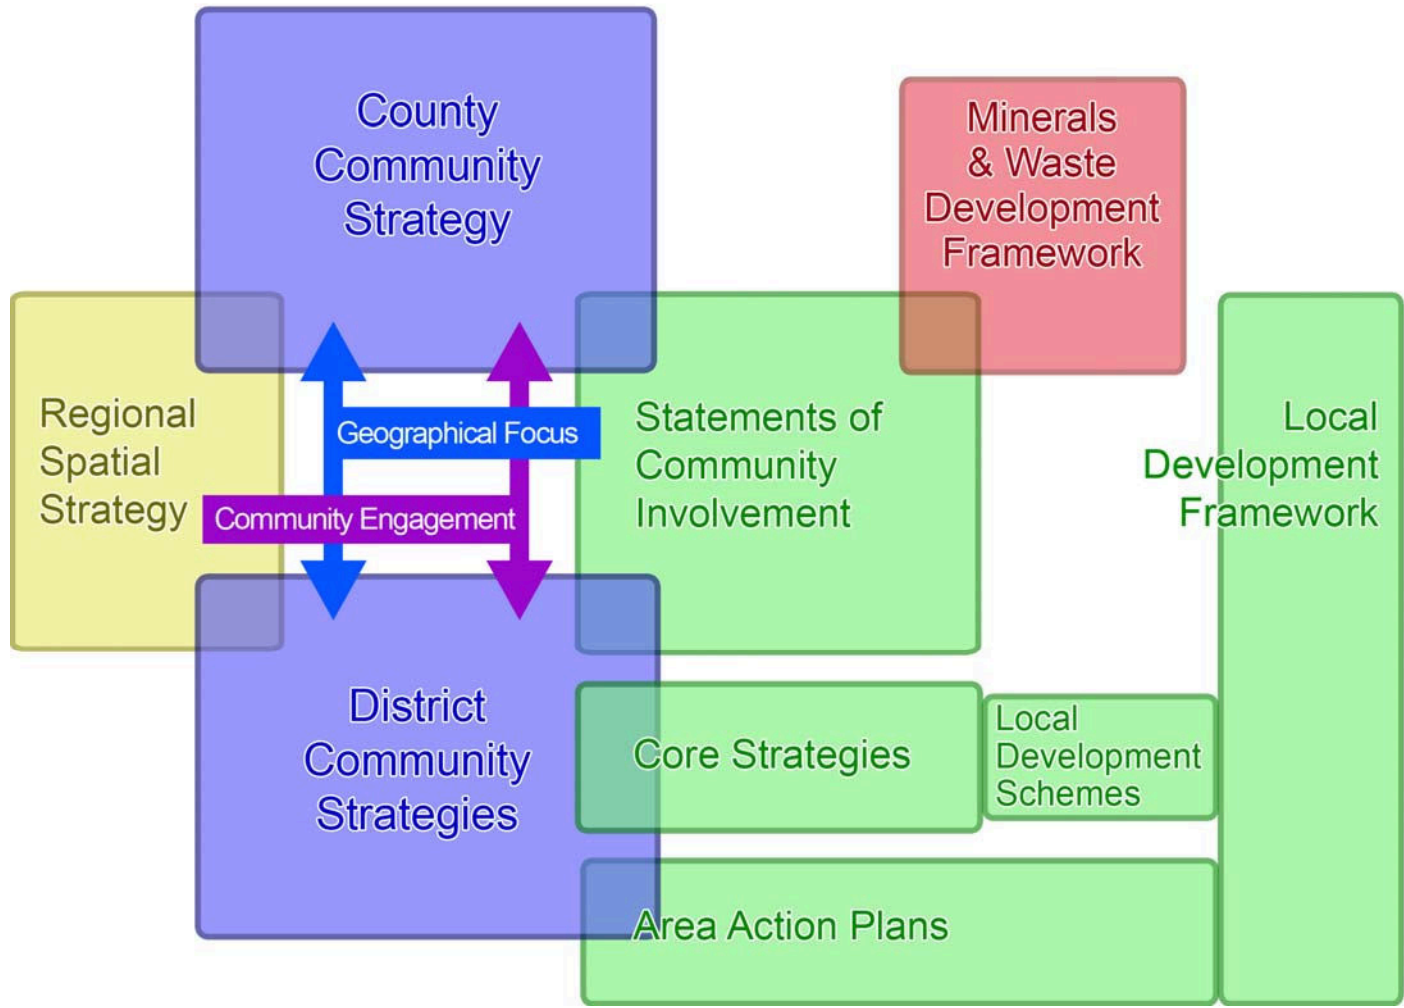 County
Community
Strategy
Minerals
& Waste
Development
Framework
Regional
Spatial
Strategy
Geographical Focus
Community Engagement
Statements of
Community
Involvement
Local
Development
Framework
District
Community
Strategies
Core Strategies
Local
Development
Schemes
Area Action Plans